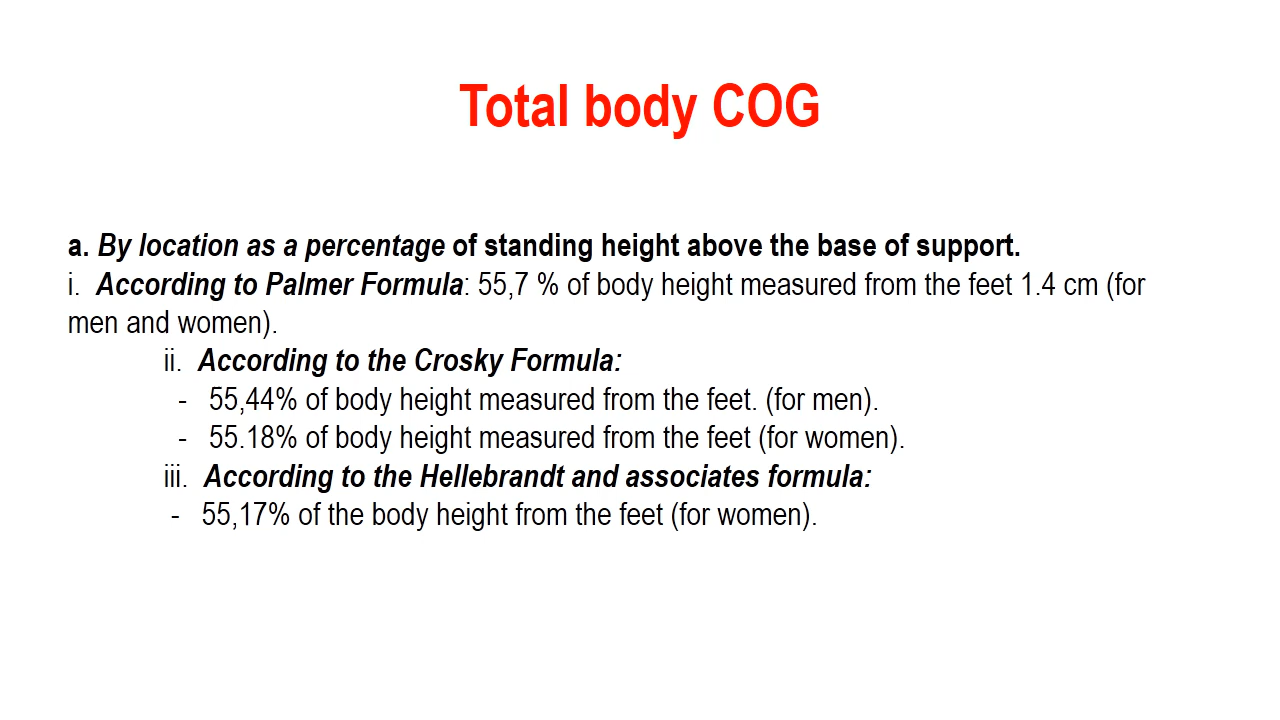 Total body COG
a. By location as a percentage of standing height above the base of support.
i. According to Palmer Formula: 55,7 % of body height measured from the feet 1.4 cm (for
men and women).
ii. According to the Crosky Formula:
- 55,44% of body height measured from the feet. (for men).
- 55.18% of body height measured from the feet (for women).
iii. According to the Hellebrandt and associates formula:
- 55,17% of the body height from the feet (for women).